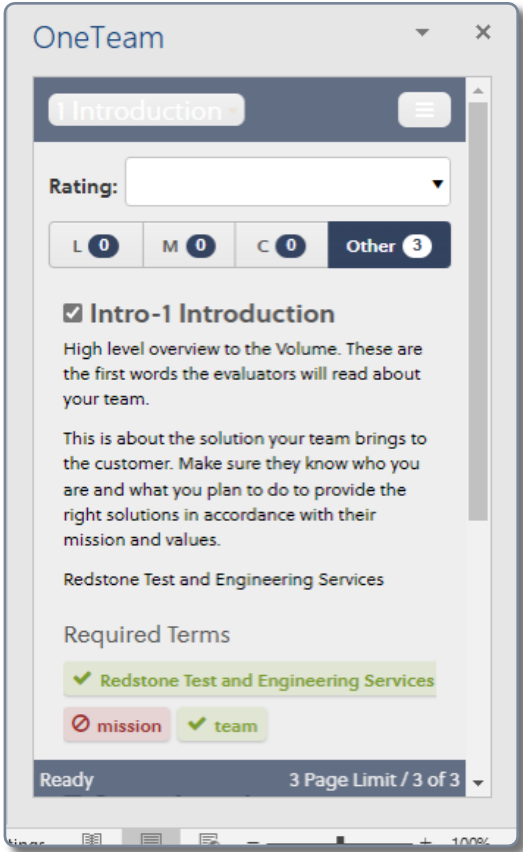 OneTeam
1 Introduction
Rating:
L 0 M 0 C 0 Other 3
Intro-1 Introduction
High level overview to the Volume. These are
the first words the evaluators will read about
your team.
This is about the solution your team brings to
the customer. Make sure they know who you
are and what you plan to do to provide the
right solutions in accordance with their
mission and values.
Redstone Test and Engineering Services
Required Terms
Redstone Test and Engineering Services
mission team
Ready 3 Page Limit / 3 of 3
100%